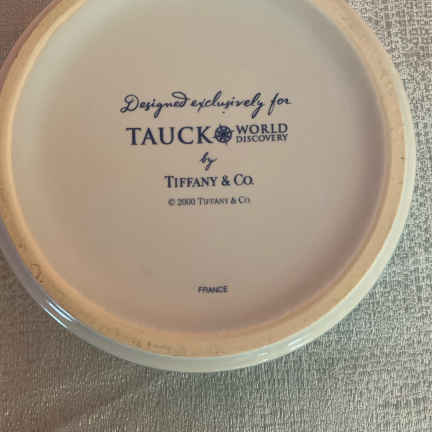 Designed exclusively for
TAUCK WORLD
DISCOVERY
by
TIFFANY & CO.
© 2000 TIFFANY & CO.
FRANCE